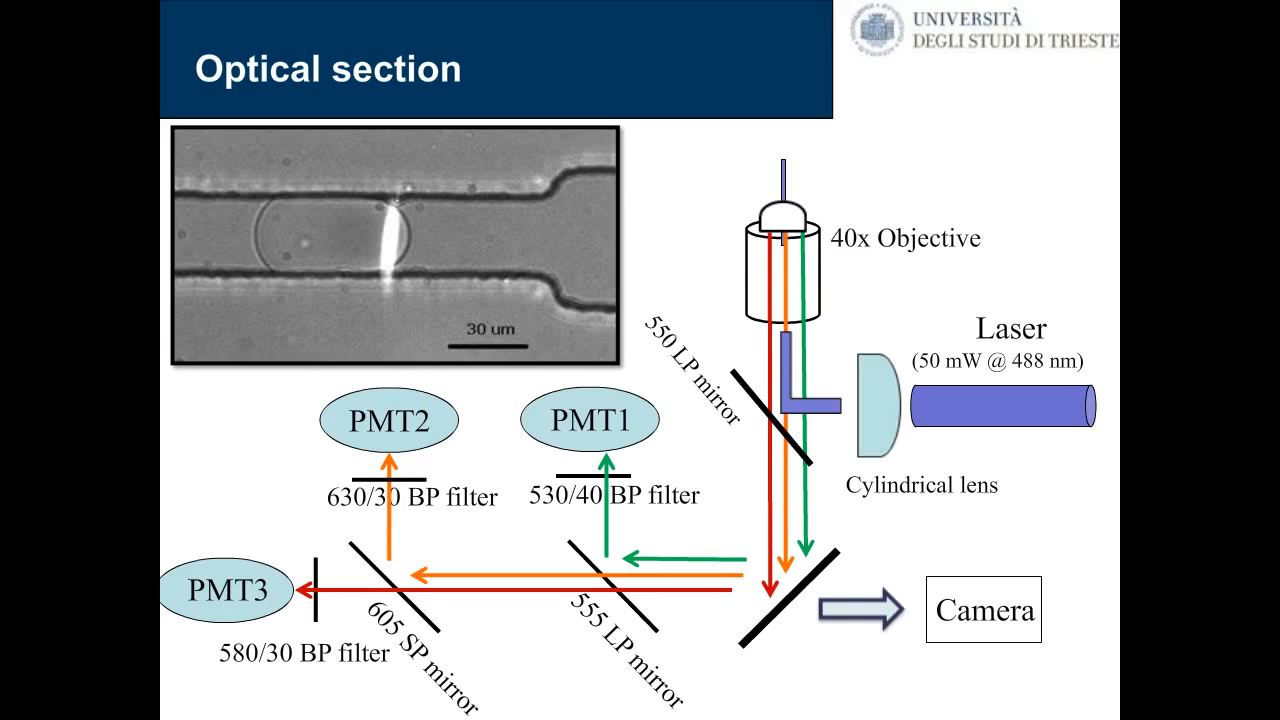 Optical section
UNIVERSITÀ
DEGLI STUDI DI TRIESTE
30 um
40x Objective
Laser
(50 mW @ 488 nm)
550 LP mirror
Cylindrical lens
PMT2
PMT1
630/30 BP filter
530/40 BP filter
PMT3
580/30 BP filter
605 SP mirror
555 LP mirror
Camera